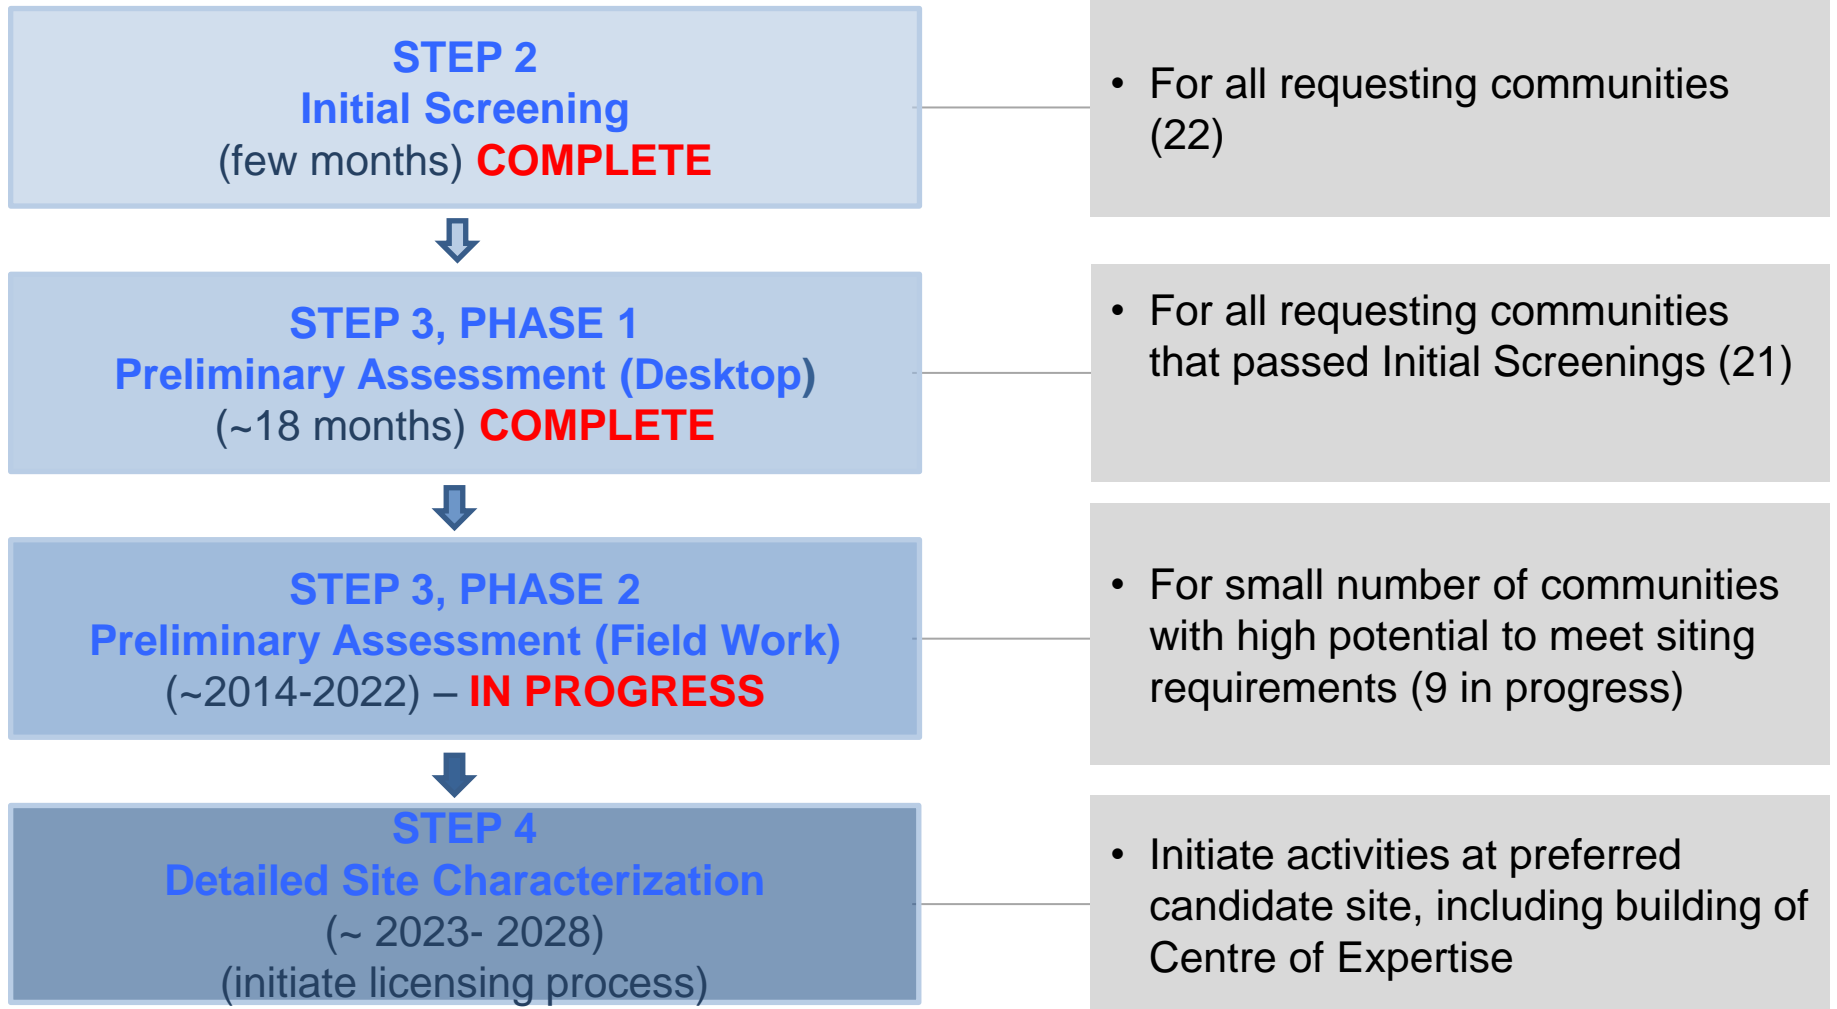 STEP 2
Initial Screening
(few months) COMPLETE
• For all requesting communities
(22)
STEP 3, PHASE 1
Preliminary Assessment (Desktop)
(~18 months) COMPLETE
• For all requesting communities
that passed Initial Screenings (21)
STEP 3, PHASE 2
Preliminary Assessment (Field Work)
(~2014-2022) – IN PROGRESS
• For small number of communities
with high potential to meet siting
requirements (9 in progress)
STEP 4
Detailed Site Characterization
(~ 2023- 2028)
(initiate licensing process)
• Initiate activities at preferred
candidate site, including building of
Centre of Expertise